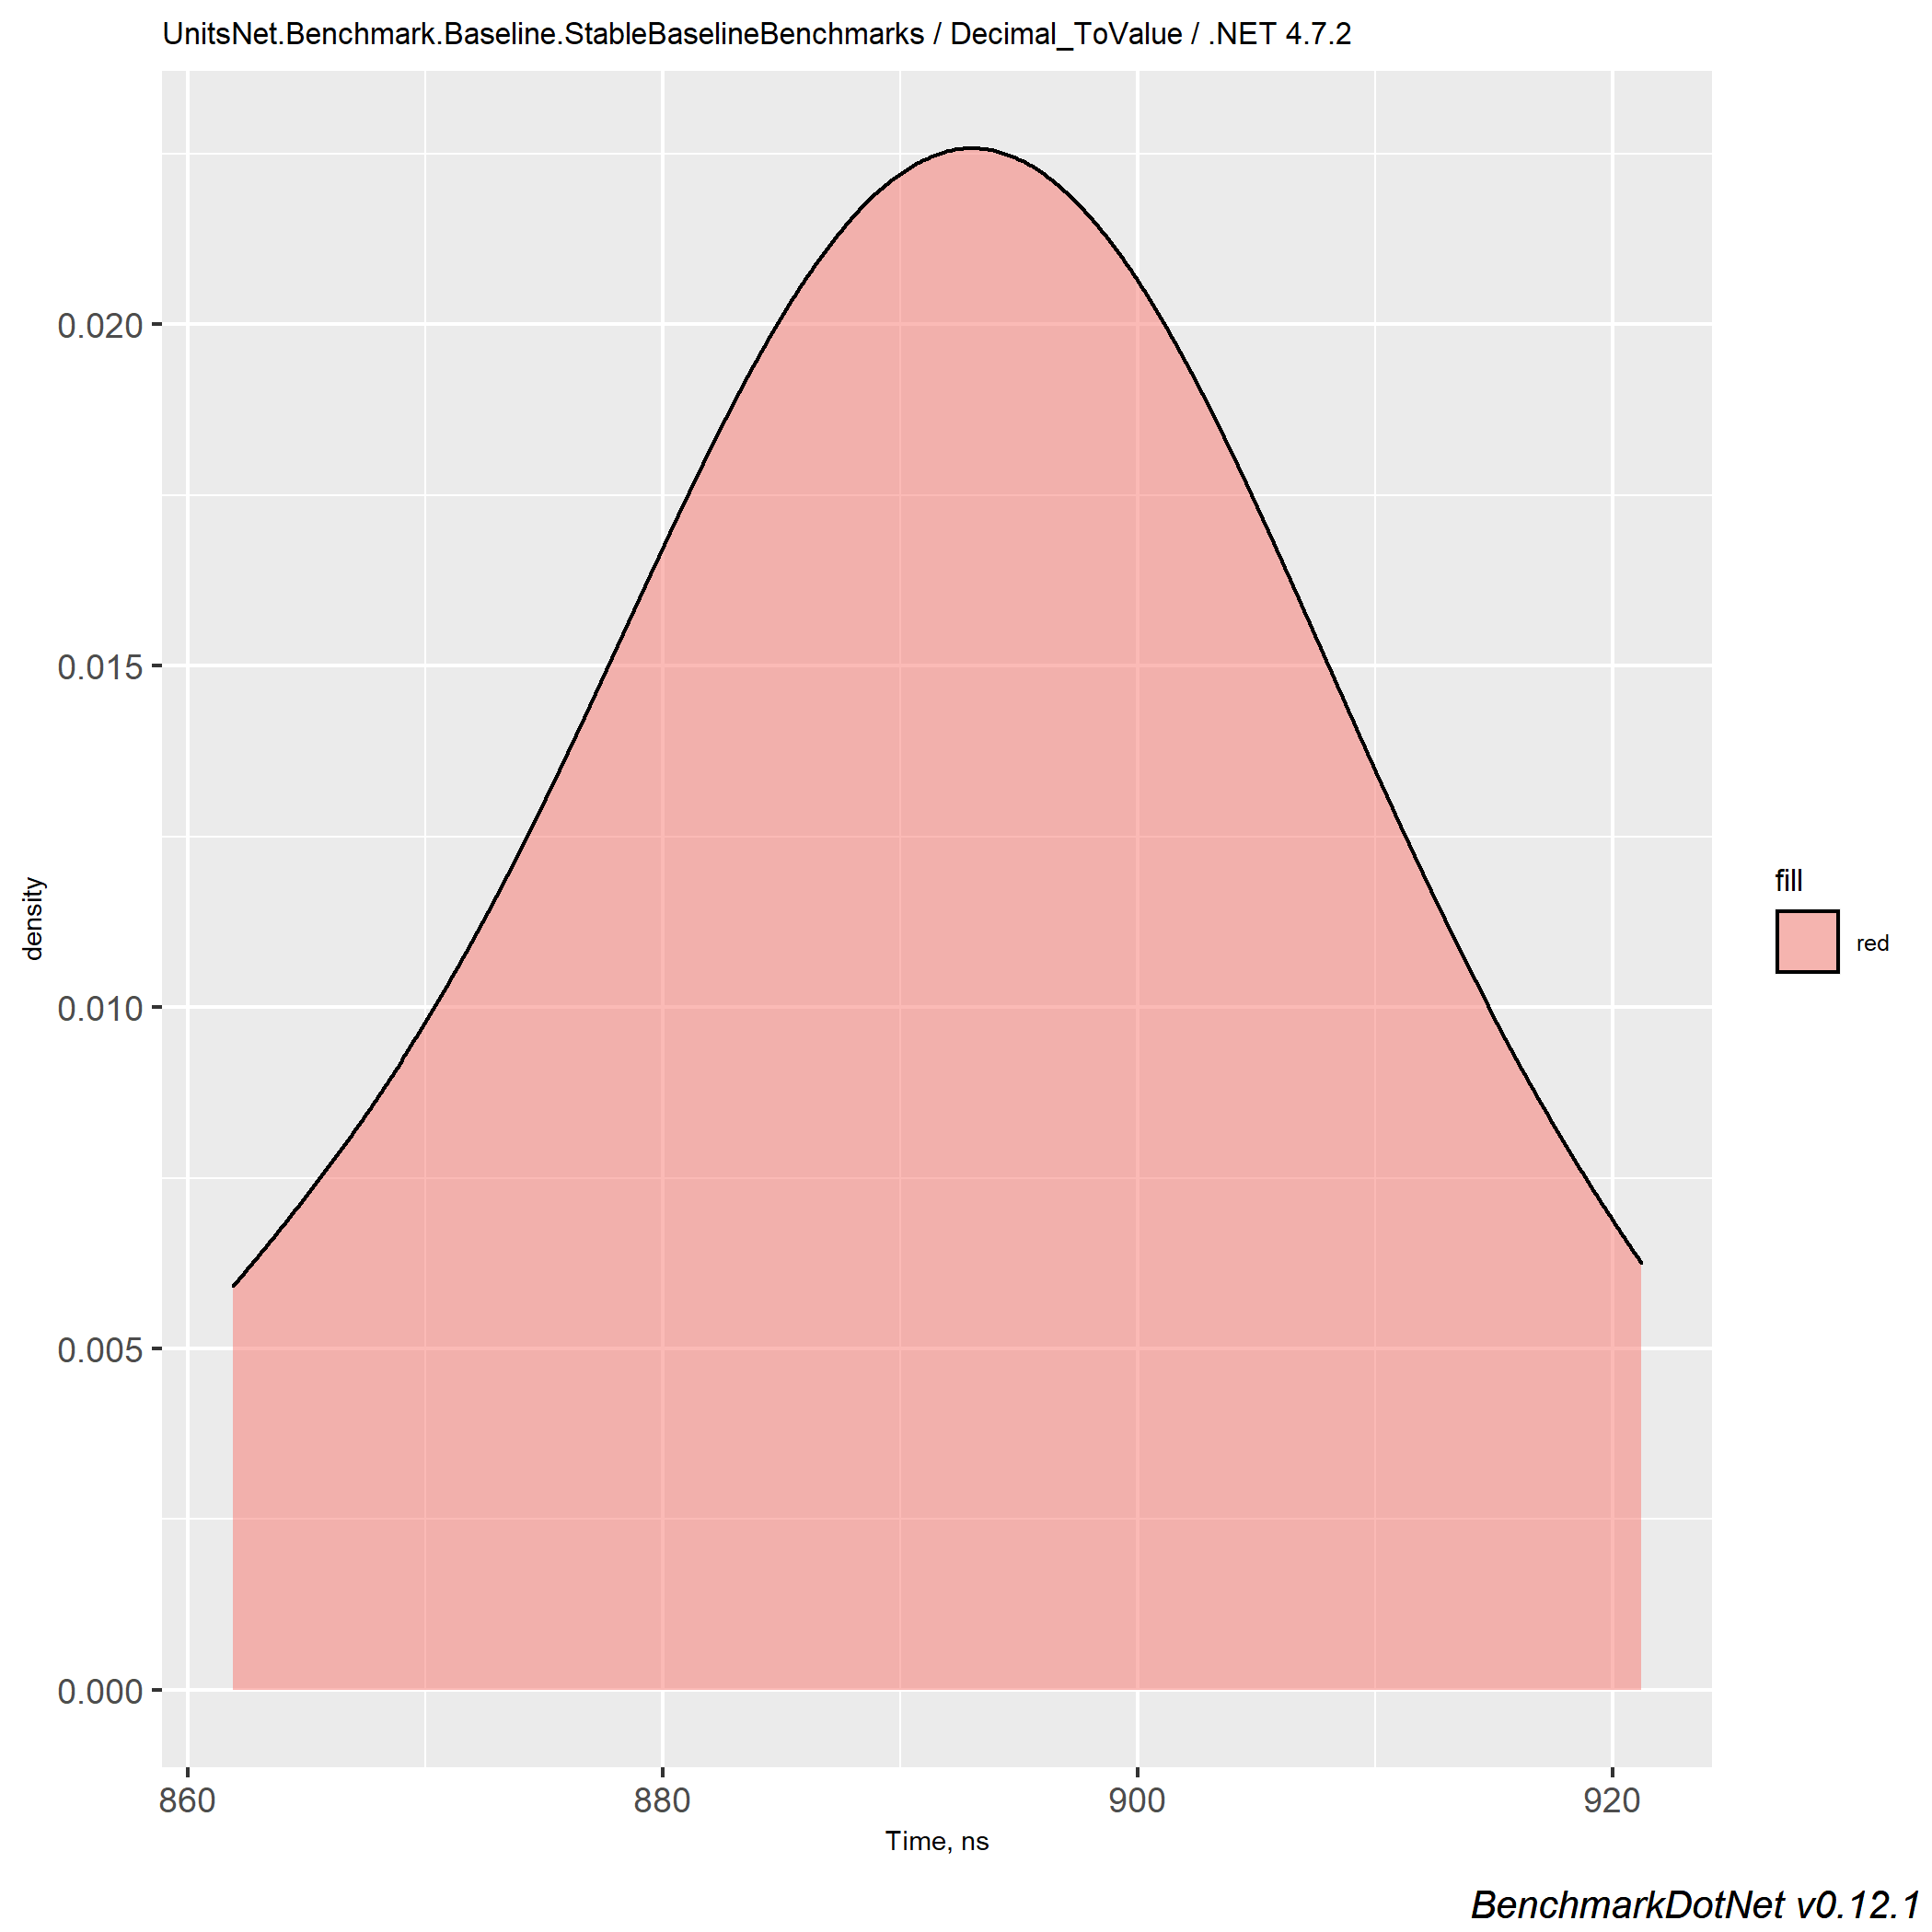 UnitsNet.Benchmark.Baseline.StableBaselineBenchmarks / Decimal_ToValue / .NET 4.7.2
density
0.020
0.015
0.010
0.005
0.000
860 880 900 920
Time, ns
fill
red
BenchmarkDotNet v0.12.1